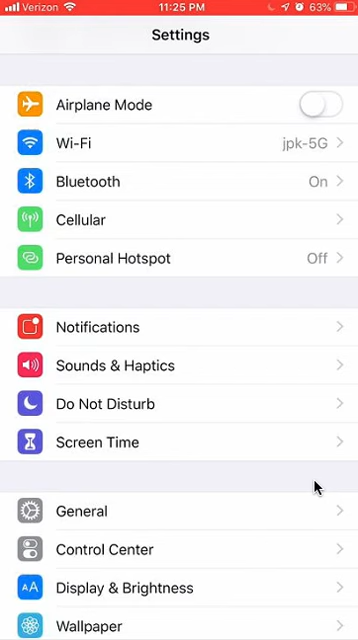 Verizon 11:25 PM 63%
Settings
Airplane Mode
Wi-Fi jpk-5G
Bluetooth On
Cellular
Personal Hotspot Off
Notifications
Sounds & Haptics
Do Not Disturb
Screen Time
General
Control Center
AA Display & Brightness
Wallpaper